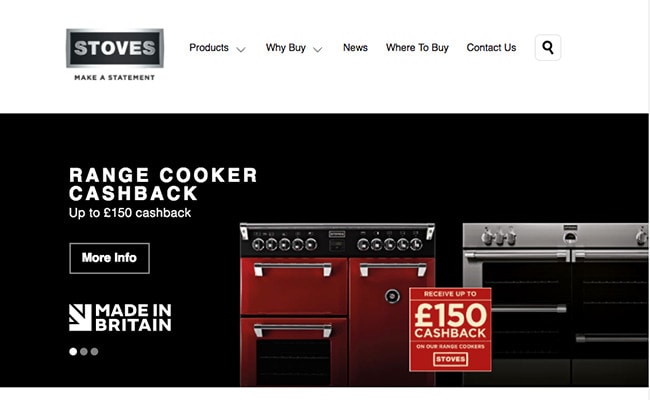 STOVES
MAKE A STATEMENT
Products
Why Buy
News
Where To Buy
Contact Us
RANGE COOKER
CASHBACK
Up to £150 cashback
More Info
MADE IN
BRITAIN
STOVES
RECEIVE UP TO
£150
CASHBACK
ON OUR RANGE COOKERS
STOVES